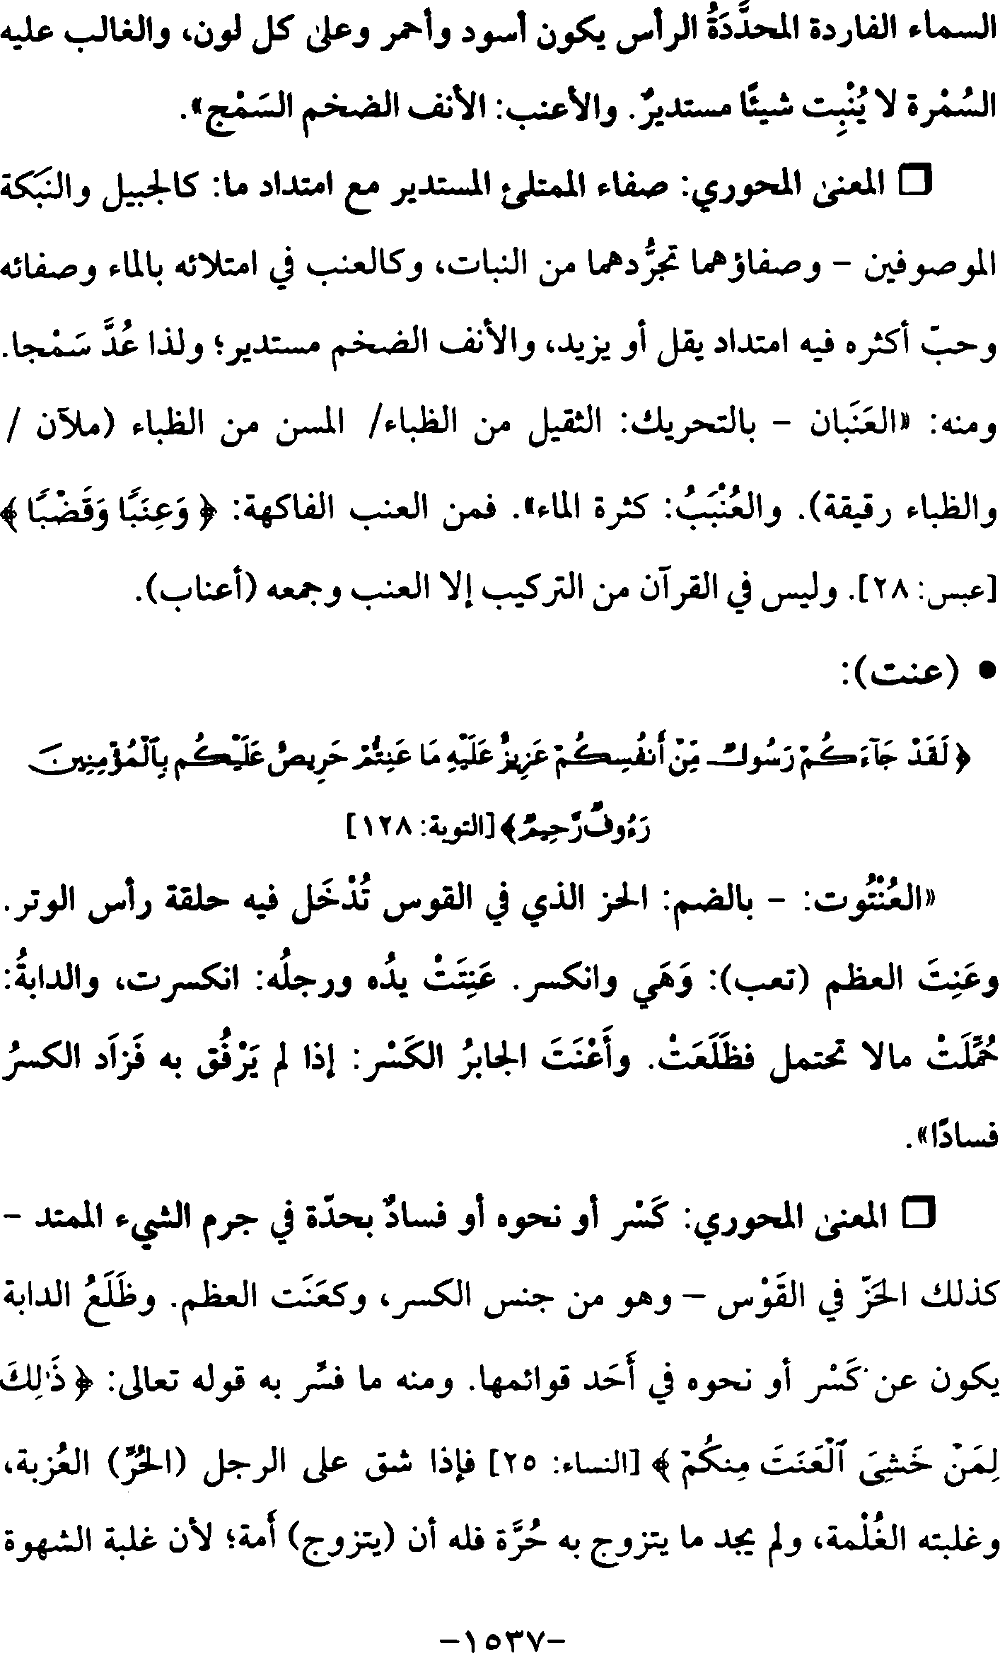 السماء الفاردة المحدَّدَةُ الرأس يكون أسود وأحمر وعلى كل لون، والغالب عليه
السُمْرة لا يُنْبِت شيئًا مستديرٌ. والأعنب: الأنف الضخم السَمْج».
❒ المعنى المحوري: صفاء الممتلئ المستدير مع امتداد ما: كالجبيل والنَبَكة
الموصوفين - وصفاؤهما تجرُّدهما من النبات، وكالعنب في امتلائه بالماء وصفائه
وحبّ أكثره فيه امتداد يقل أو يزيد، والأنف الضخم مستدير؛ ولذا عُدَّ سَمْجا.
ومنه: «العَنَبان - بالتحريك: الثقيل من الظباء/ المسن من الظباء (ملآن /
والظباء رقيقة). والعُنْبَبُ: كثرة الماء». فمن العنب الفاكهة: ﴿ وَعِنَبًا وَقَضْبًا ﴾
[عبس: ٢٨]. وليس في القرآن من التركيب إلا العنب وجمعه (أعناب).
• (عنت):
﴿ لَقَدْ جَآءَكُمْ رَسُولٌ مِّنْ أَنفُسِكُمْ عَزِيزٌ عَلَيْهِ مَا عَنِتُّمْ حَرِيصٌ عَلَيْكُم بِٱلْمُؤْمِنِينَ
رَءُوفٌ رَّحِيمٌ ﴾ [التوبة: ١٢٨]
«العُنْتُوت: - بالضم: الحز الذي في القوس تُدْخَل فيه حلقة رأس الوتر.
وعَنِتَ العظم (تعب): وَهَي وانكسر. عَنِتَتْ يدُه ورجلُه: انكسرت، والدابةُ:
حُمِّلَتْ مالا تحتمل فظَلَعَتْ. وأَعْنَتَ الجابرُ الكَسْر: إذا لم يَرْفُق به فَزاَد الكسرُ
فسادًا».
❒ المعنى المحوري: كَسْر أو نحوه أو فسادٌ بحدّة في جرم الشيء الممتد -
كذلك الحَزّ في القَوْس - وهو من جنس الكسر، وكعَنَت العظم. وظَلَعُ الدابة
يكون عن كَسْر أو نحوه في أَحَد قوائمها. ومنه ما فسِّر به قوله تعالى: ﴿ ذَٰلِكَ
لِمَنْ خَشِىَ ٱلْعَنَتَ مِنكُمْ ﴾ [النساء: ٢٥] فإذا شق على الرجل (الحُرِّ) العُزبة،
وغلبته الغُلْمة، ولم يجد ما يتزوج به حُرَّة فله أن (يتزوج) أَمة؛ لأن غلبة الشهوة
-١٥٣٧-